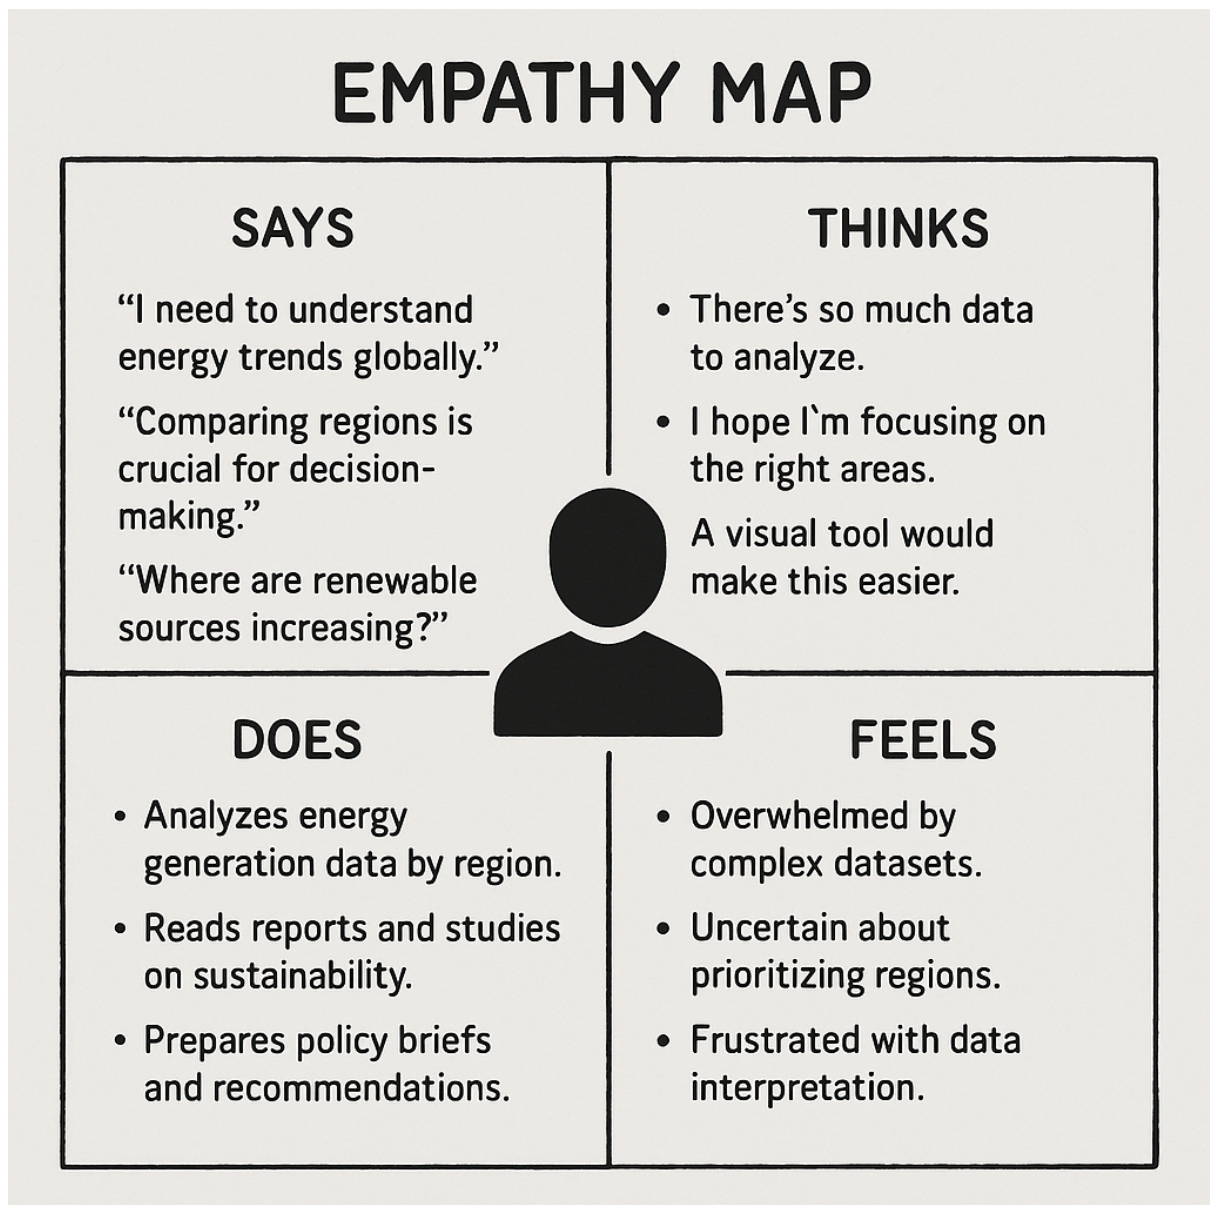 EMPATHY MAP
SAYS
“I need to understand
energy trends globally.”
“Comparing regions is
crucial for decision-
making.”
“Where are renewable
sources increasing?”
THINKS
• There’s so much data
to analyze.
• I hope I`m focusing on
the right areas.
A visual tool would
make this easier.
DOES
• Analyzes energy
generation data by region.
• Reads reports and studies
on sustainability.
• Prepares policy briefs
and recommendations.
FEELS
• Overwhelmed by
complex datasets.
• Uncertain about
prioritizing regions.
• Frustrated with data
interpretation.